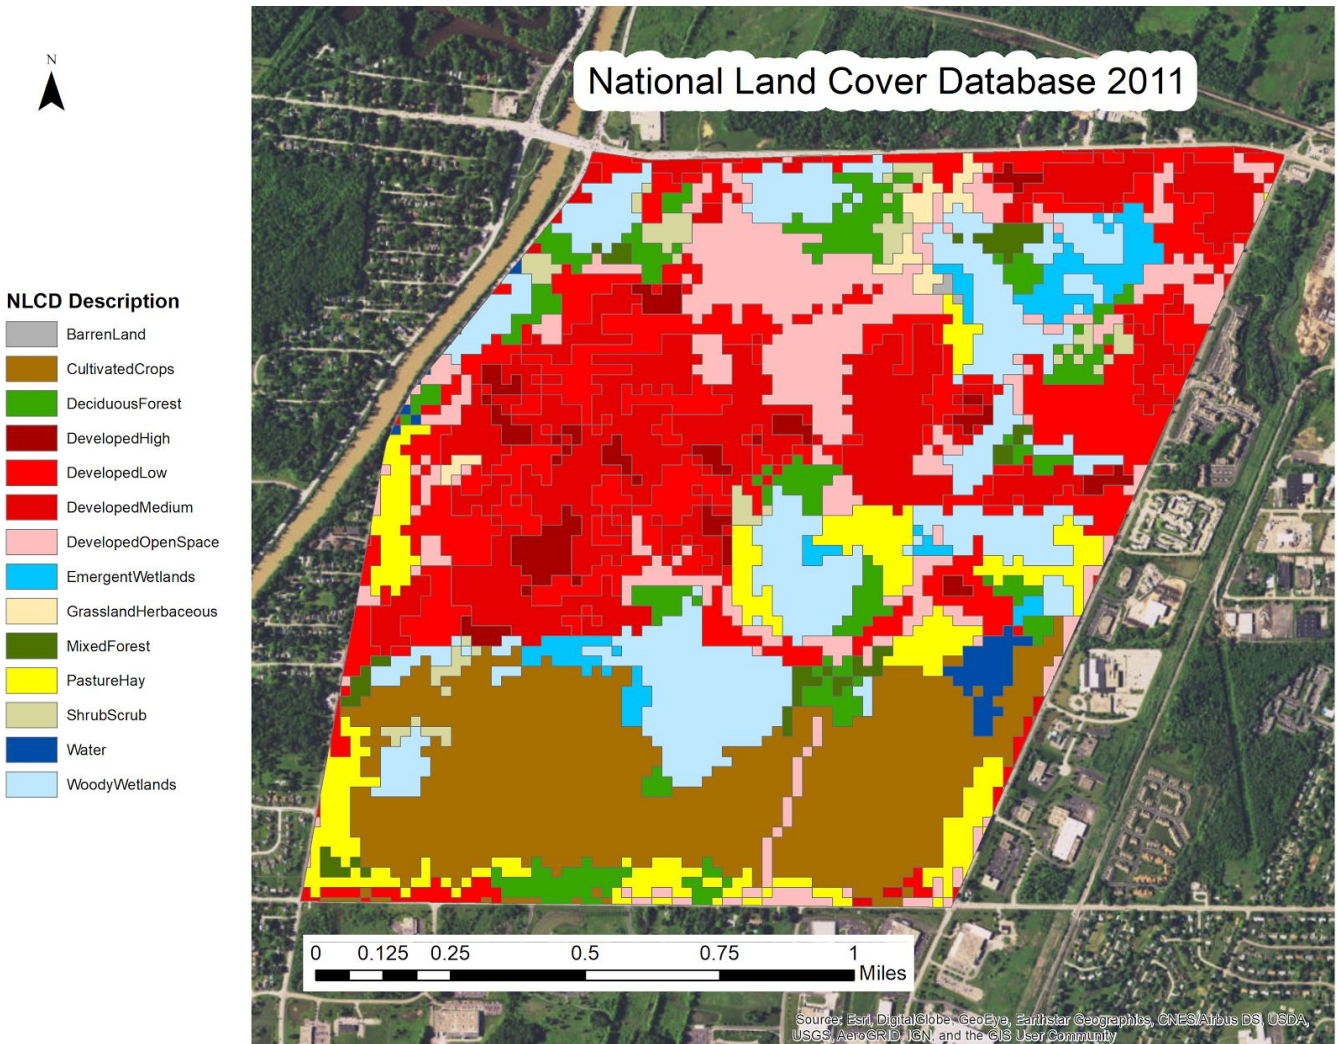 National Land Cover Database 2011
N
NLCD Description
BarrenLand
CultivatedCrops
DeciduousForest
DevelopedHigh
DevelopedLow
DevelopedMedium
DevelopedOpenSpace
EmergentWetlands
GrasslandHerbaceous
MixedForest
PastureHay
ShrubScrub
Water
WoodyWetlands
0 0.125 0.25 0.5 0.75 1
Miles
Source: Esri, DigitalGlobe, GeoEye, Earthstar Geographics, CNES/Airbus DS, USDA,
USGS, AeroGRID, IGN, and the GIS User Community